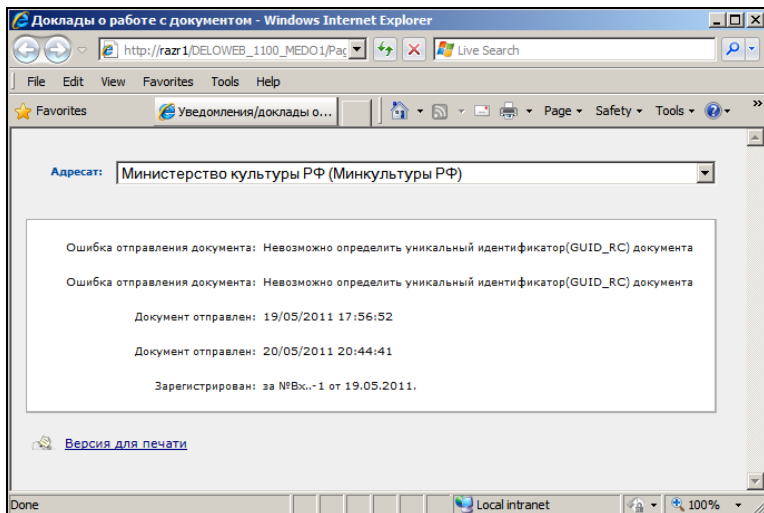 Доклады о работе с документом - Windows Internet Explorer
http://razr1/DELOWEB_1100_MEDO1/Pag
Live Search
File Edit View Favorites Tools Help
Favorites
Уведомления/доклады о...
Page Safety Tools
Адресат: Министерство культуры РФ (Минкультуры РФ)
Ошибка отправления документа: Невозможно определить уникальный идентификатор(GUID_RC) документа
Ошибка отправления документа: Невозможно определить уникальный идентификатор(GUID_RC) документа
Документ отправлен: 19/05/2011 17:56:52
Документ отправлен: 20/05/2011 20:44:41
Зарегистрирован: за №Вх..-1 от 19.05.2011.
Версия для печати
Done Local intranet 100%